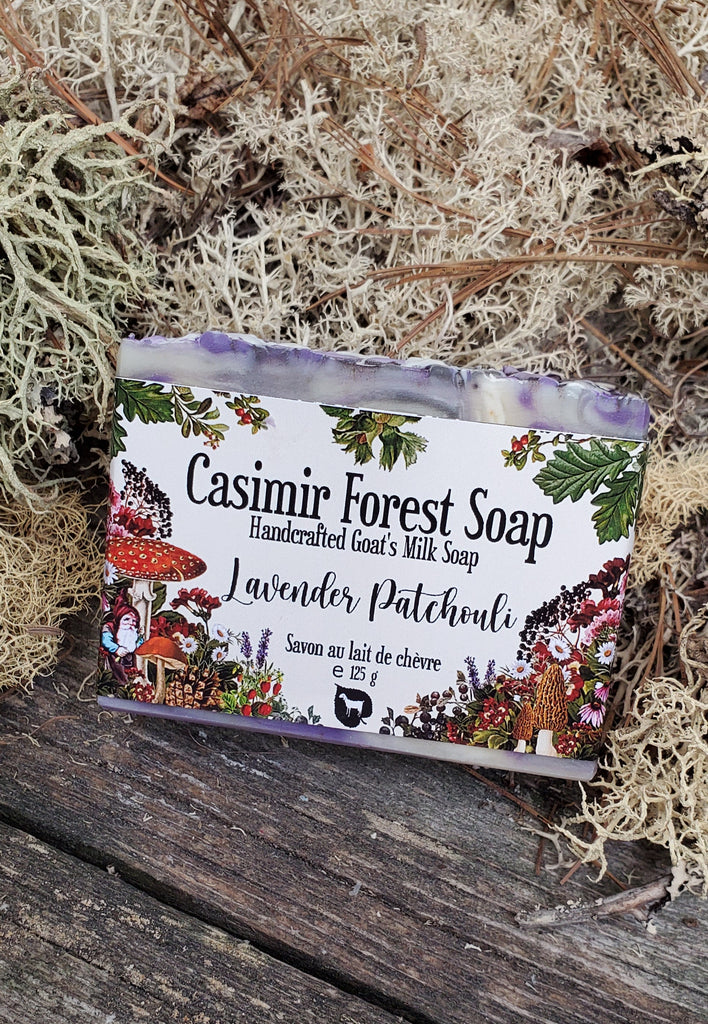 Casimir Forest Soap
Handcrafted Goat's Milk Soap
Lavender Patchouli
Savon au lait de chèvre
℮ 125 g